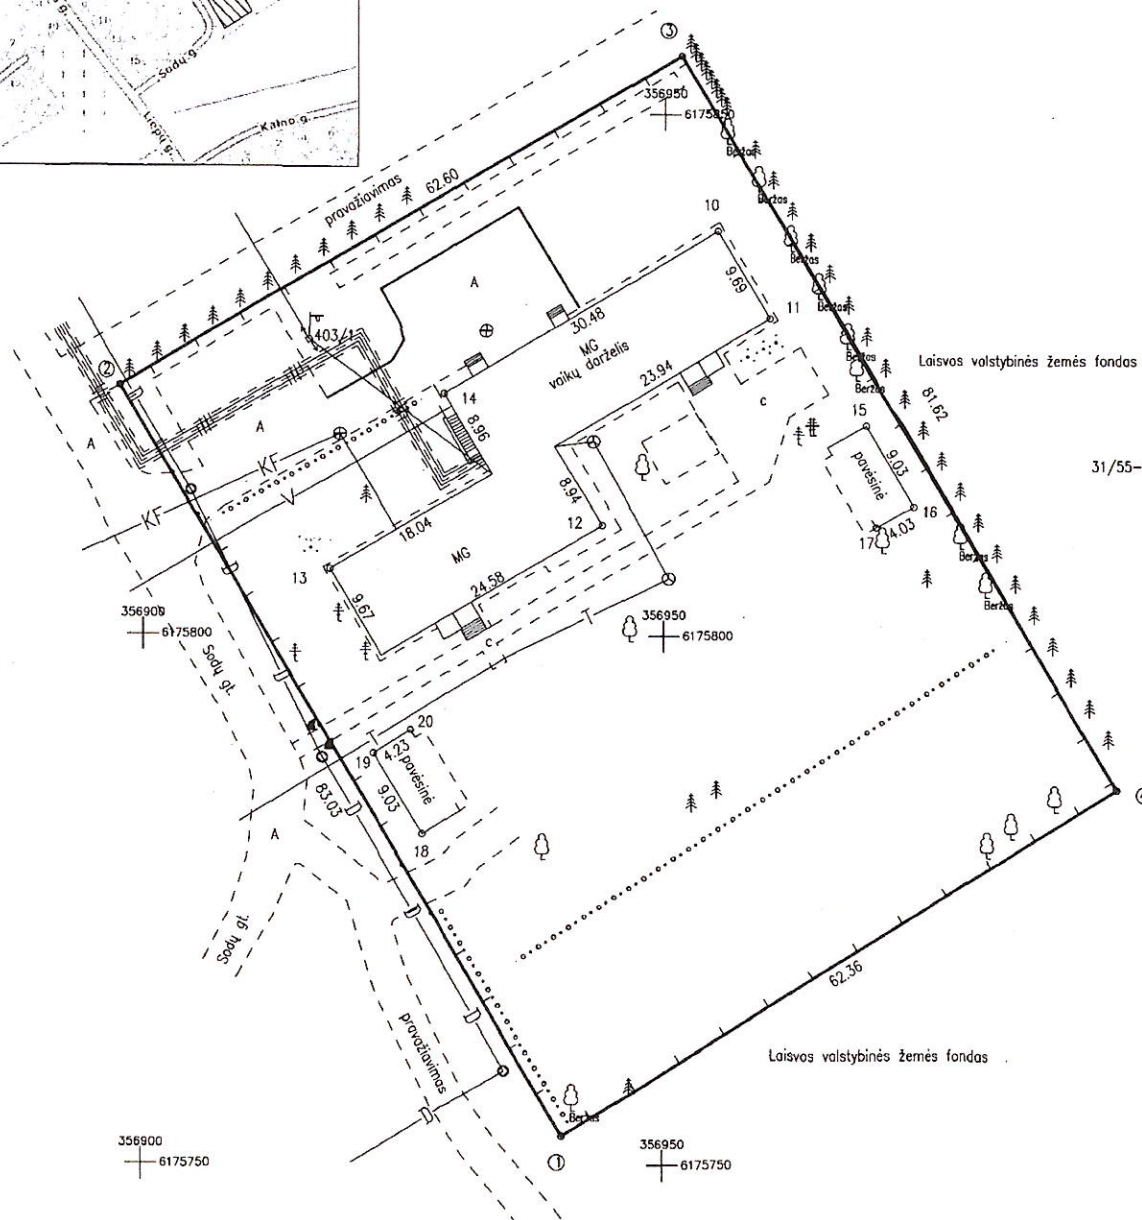 g.
Sodų g.
Liepų g.
Kalno g.
3
356950
6175850
Beržas
pravažiavimas
62.60
Beržas
10
Beržas
A
9.69
Beržas
11
403/1
30.48
MG
vaikų darželis
Beržas
Laisvos valstybinės žemės fondas
2
23.94
Beržas
14
c
81.62
15
A
A
8.96
KF
9.03
31/55-
pavėsinė
KF
V
8.94
16
18.04
12
17
4.03
MG
Beržas
13
24.58
9.67
Beržas
356900
6175800
356950
6175800
c
Sodų gt.
20
19
4.23
pavėsinė
83.03
9.03
A
18
Sodų gt.
62.36
pravažiavimas
Laisvos valstybinės žemės fondas
Beržas
356900
6175750
356950
6175750
1